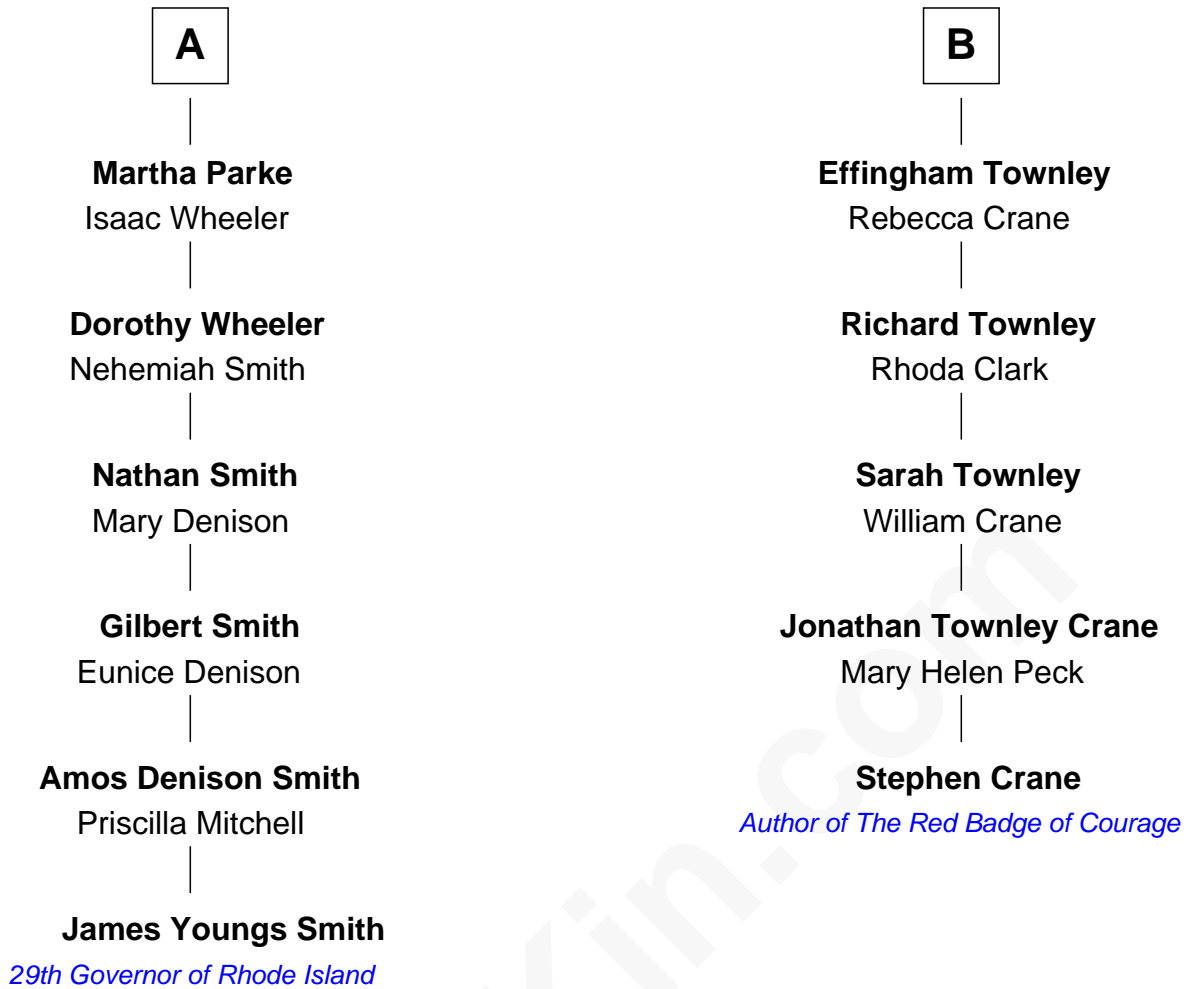 A
Martha Parke
Isaac Wheeler
Dorothy Wheeler
Nehemiah Smith
Nathan Smith
Mary Denison
Gilbert Smith
Eunice Denison
Amos Denison Smith
Priscilla Mitchell
James Youngs Smith
29th Governor of Rhode Island
B
Effingham Townley
Rebecca Crane
Richard Townley
Rhoda Clark
Sarah Townley
William Crane
Jonathan Townley Crane
Mary Helen Peck
Stephen Crane
Author of The Red Badge of Courage
Kin.com